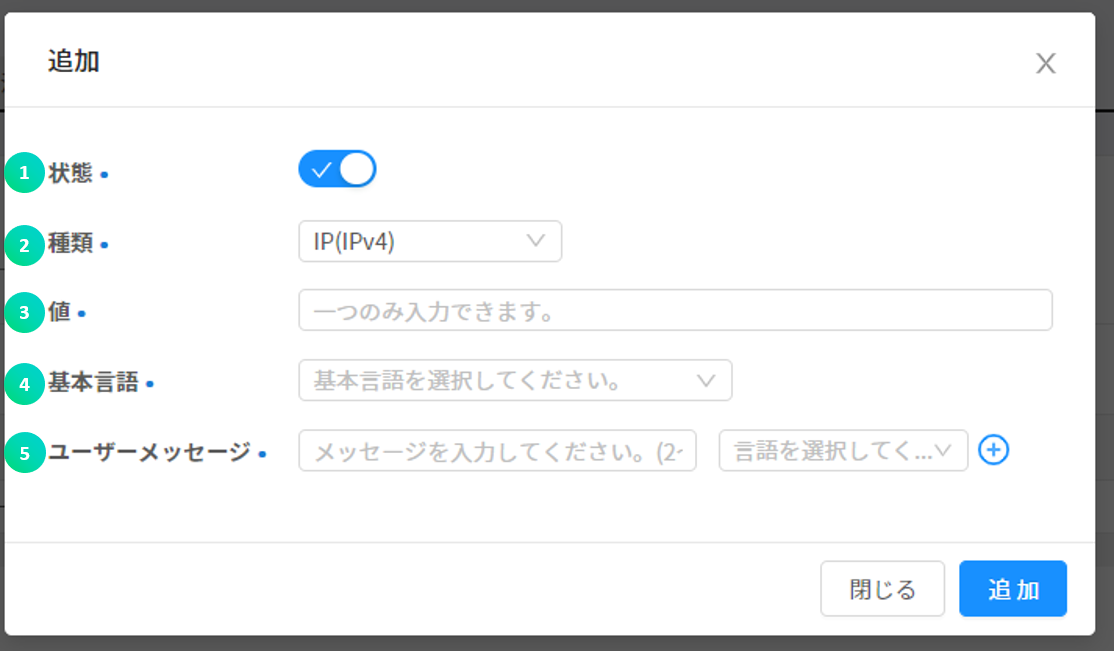 追加
1 状態
2 種類 IP(IPv4)
3 値 一つのみ入力できます。
4 基本言語 基本言語を選択してください。
5 ユーザーメッセージ メッセージを入力してください。(2- 言語を選択してく...
閉じる 追加